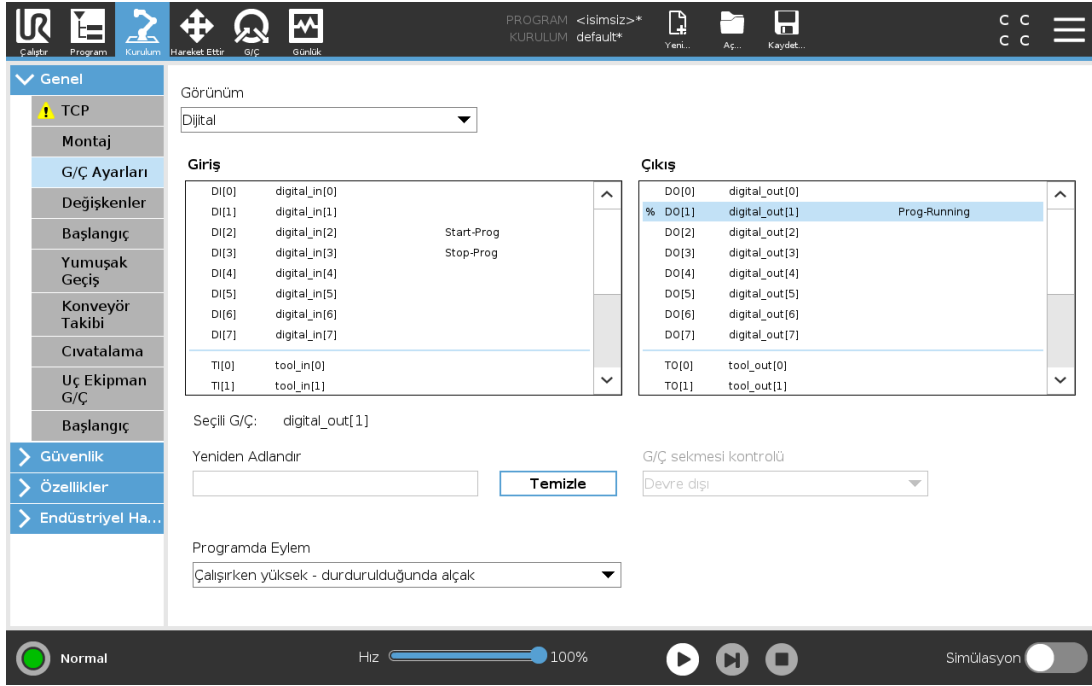 PROGRAM <isimsiz>*
KURULUM default*
C C
C C
Çalıştır Program Kurulum Hareket Ettir G/Ç Günlük Yeni... Aç... Kaydet...
Genel
TCP
Montaj
G/Ç Ayarları
Değişkenler
Başlangıç
Yumuşak
Geçiş
Konveyör
Takibi
Cıvatalama
Uç Ekipman
G/Ç
Başlangıç
Güvenlik
Özellikler
Endüstriyel Ha...
Görünüm
Dijital
Giriş
DI[0] digital_in[0]
DI[1] digital_in[1]
DI[2] digital_in[2] Start-Prog
DI[3] digital_in[3] Stop-Prog
DI[4] digital_in[4]
DI[5] digital_in[5]
DI[6] digital_in[6]
DI[7] digital_in[7]
TI[0] tool_in[0]
TI[1] tool_in[1]
Çıkış
DO[0] digital_out[0]
% DO[1] digital_out[1] Prog-Running
DO[2] digital_out[2]
DO[3] digital_out[3]
DO[4] digital_out[4]
DO[5] digital_out[5]
DO[6] digital_out[6]
DO[7] digital_out[7]
TO[0] tool_out[0]
TO[1] tool_out[1]
Seçili G/Ç: digital_out[1]
Yeniden Adlandır
Temizle
G/Ç sekmesi kontrolü
Devre dışı
Programda Eylem
Çalışırken yüksek - durdurulduğunda alçak
Normal
Hız 100%
Simülasyon